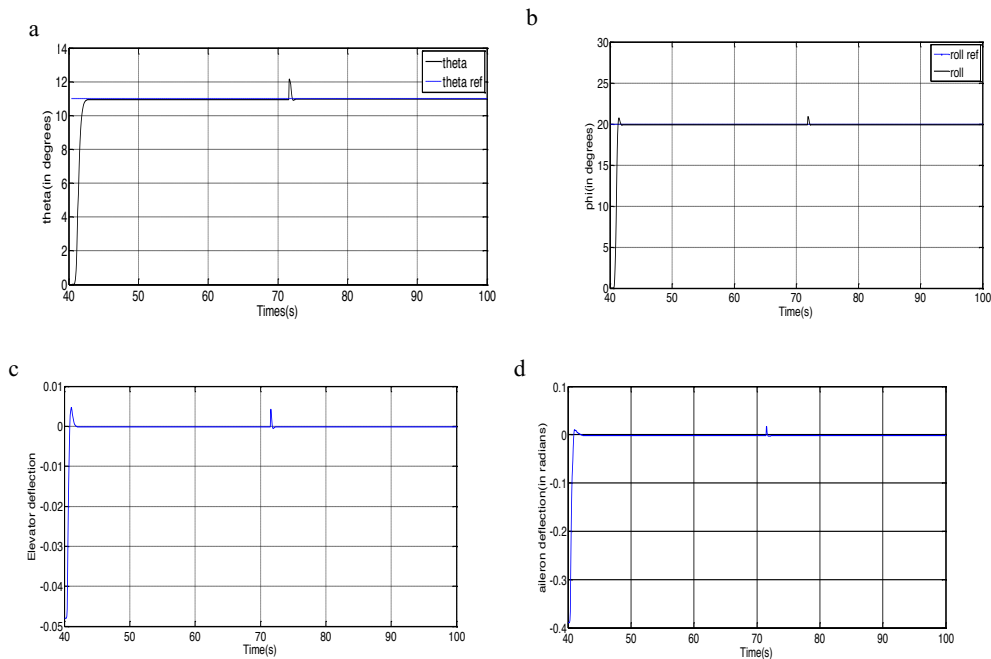 a
14
12
10
8
6
4
2
0
theta(in degrees)
theta
theta ref
40 50 60 70 80 90 100
Times(s)
b
30
25
20
15
10
5
0
phi(in degrees)
roll ref
roll
40 50 60 70 80 90 100
Time(s)
c
0.01
0
-0.01
-0.02
-0.03
-0.04
-0.05
Elevator deflection
40 50 60 70 80 90 100
Time(s)
d
0.1
0
-0.1
-0.2
-0.3
-0.4
aileron deflection(in radians)
40 50 60 70 80 90 100
Time(s)